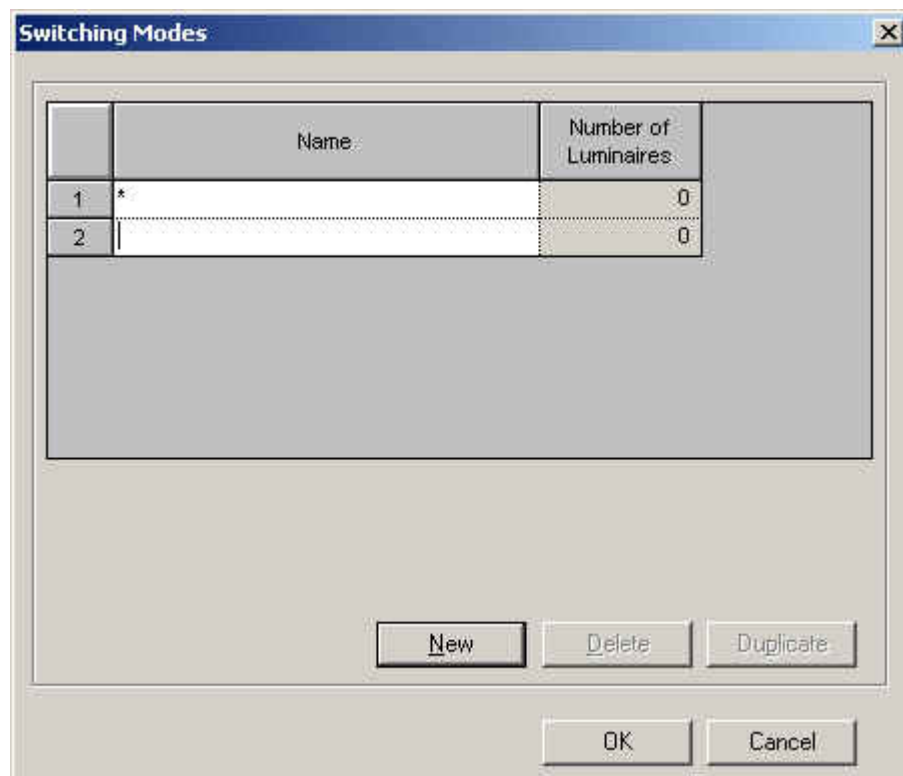 Switching Modes
Name
Number of
Luminaires
1 * 0
2 0
New
Delete
Duplicate
OK
Cancel